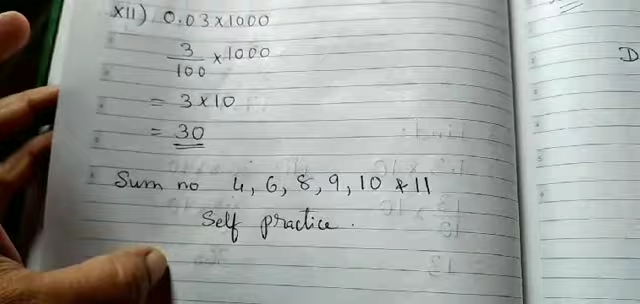 xii) 0.03 x 1000
3/100 x 1000
= 3 x 10
= 30
Sum no 4, 6, 8, 9, 10 & 11
Self practice.
D